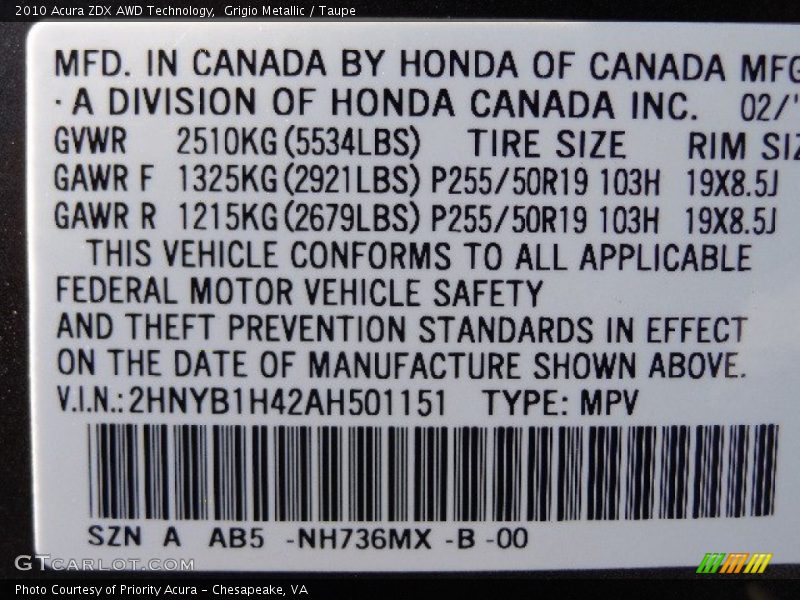 2010 Acura ZDX AWD Technology,  Grigio Metallic / Taupe
MFD. IN CANADA BY HONDA OF CANADA MFG
· A DIVISION OF HONDA CANADA INC. 02/'
GVWR 2510KG (5534LBS) TIRE SIZE RIM SIZ
GAWR F 1325KG (2921LBS) P255/50R19 103H 19X8.5J
GAWR R 1215KG (2679LBS) P255/50R19 103H 19X8.5J
THIS VEHICLE CONFORMS TO ALL APPLICABLE
FEDERAL MOTOR VEHICLE SAFETY
AND THEFT PREVENTION STANDARDS IN EFFECT
ON THE DATE OF MANUFACTURE SHOWN ABOVE.
V.I.N.: 2HNYB1H42AH501151 TYPE: MPV
SZN A AB5 -NH736MX -B -00
GTCARLOT.COM
Photo Courtesy of Priority Acura – Chesapeake, VA